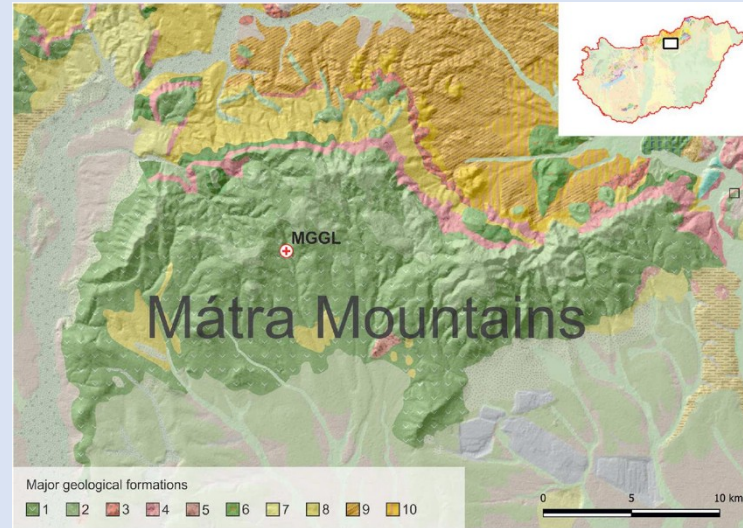 MGGL
Mátra Mountains
Major geological formations
1 2 3 4 5 6 7 8 9 10
0 5 10 km